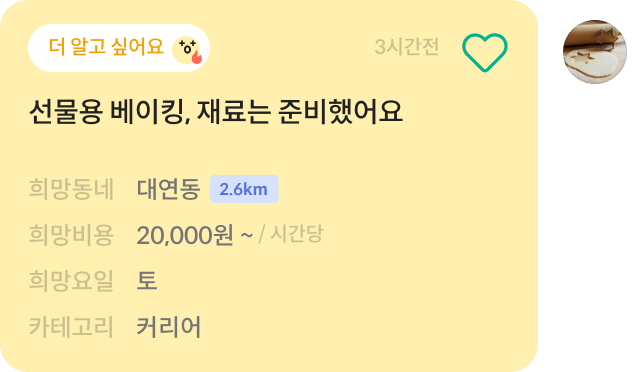 더 알고 싶어요
3시간전
선물용 베이킹, 재료는 준비했어요
희망동네 대연동 2.6km
희망비용 20,000원 ~ / 시간당
희망요일 토
카테고리 커리어